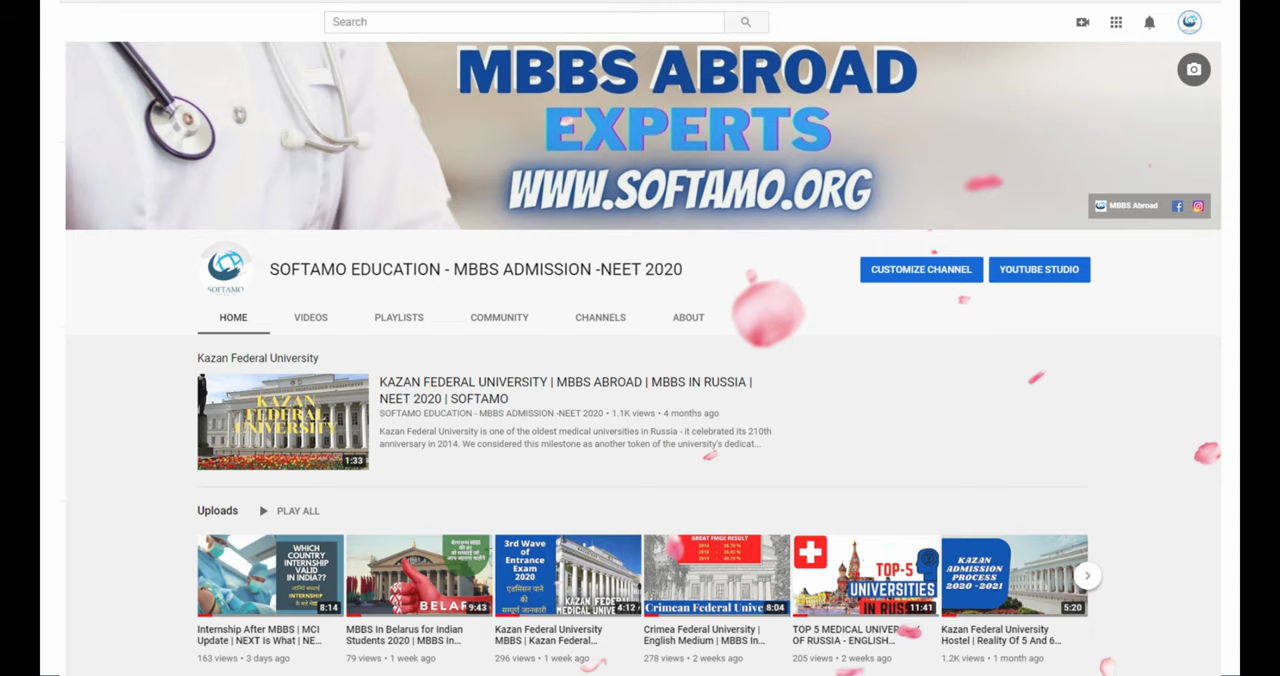 Search
MBBS ABROAD
EXPERTS
WWW.SOFTAMO.ORG
MBBS Abroad
SOFTAMO
SOFTAMO EDUCATION - MBBS ADMISSION -NEET 2020
CUSTOMIZE CHANNEL
YOUTUBE STUDIO
HOME VIDEOS PLAYLISTS COMMUNITY CHANNELS ABOUT
Kazan Federal University
KAZAN
FEDERAL
UNIVERSITY
1:33
KAZAN FEDERAL UNIVERSITY | MBBS ABROAD | MBBS IN RUSSIA |
NEET 2020 | SOFTAMO
SOFTAMO EDUCATION - MBBS ADMISSION -NEET 2020 • 1.1K views • 4 months ago
Kazan Federal University is one of the oldest medical universities in Russia - it celebrated its 210th
anniversary in 2014. We considered this milestone as another token of the university's dedicat...
Uploads PLAY ALL
WHICH
COUNTRY
INTERNSHIP
VALID
IN INDIA??
INTERNSHIP
8:14
Internship After MBBS | MCI
Update | NEXT Is What | NE...
163 views • 3 days ago
BELAR
9:43
MBBS In Belarus for Indian
Students 2020 | MBBS In...
79 views • 1 week ago
3rd Wave
of
Entrance
Exam
2020
एडमिसन पाने
की
सम्पूर्ण जानकारी
KAZAN FEDERAL
MEDICAL UNIVE
4:12
Kazan Federal University
MBBS | Kazan Federal...
296 views • 1 week ago
GREAT FMGE RESULT
Crimean Federal Unive
8:04
Crimea Federal University |
English Medium | MBBS In...
278 views • 2 weeks ago
TOP-5
UNIVERSITIES
IN RUSS
11:41
TOP 5 MEDICAL UNIVER
OF RUSSIA - ENGLISH...
205 views • 2 weeks ago
KAZAN
ADMISSION
PROCESS
2020 -2021
5:20
Kazan Federal University
Hostel | Reality Of 5 And 6...
1.2K views • 1 month ago